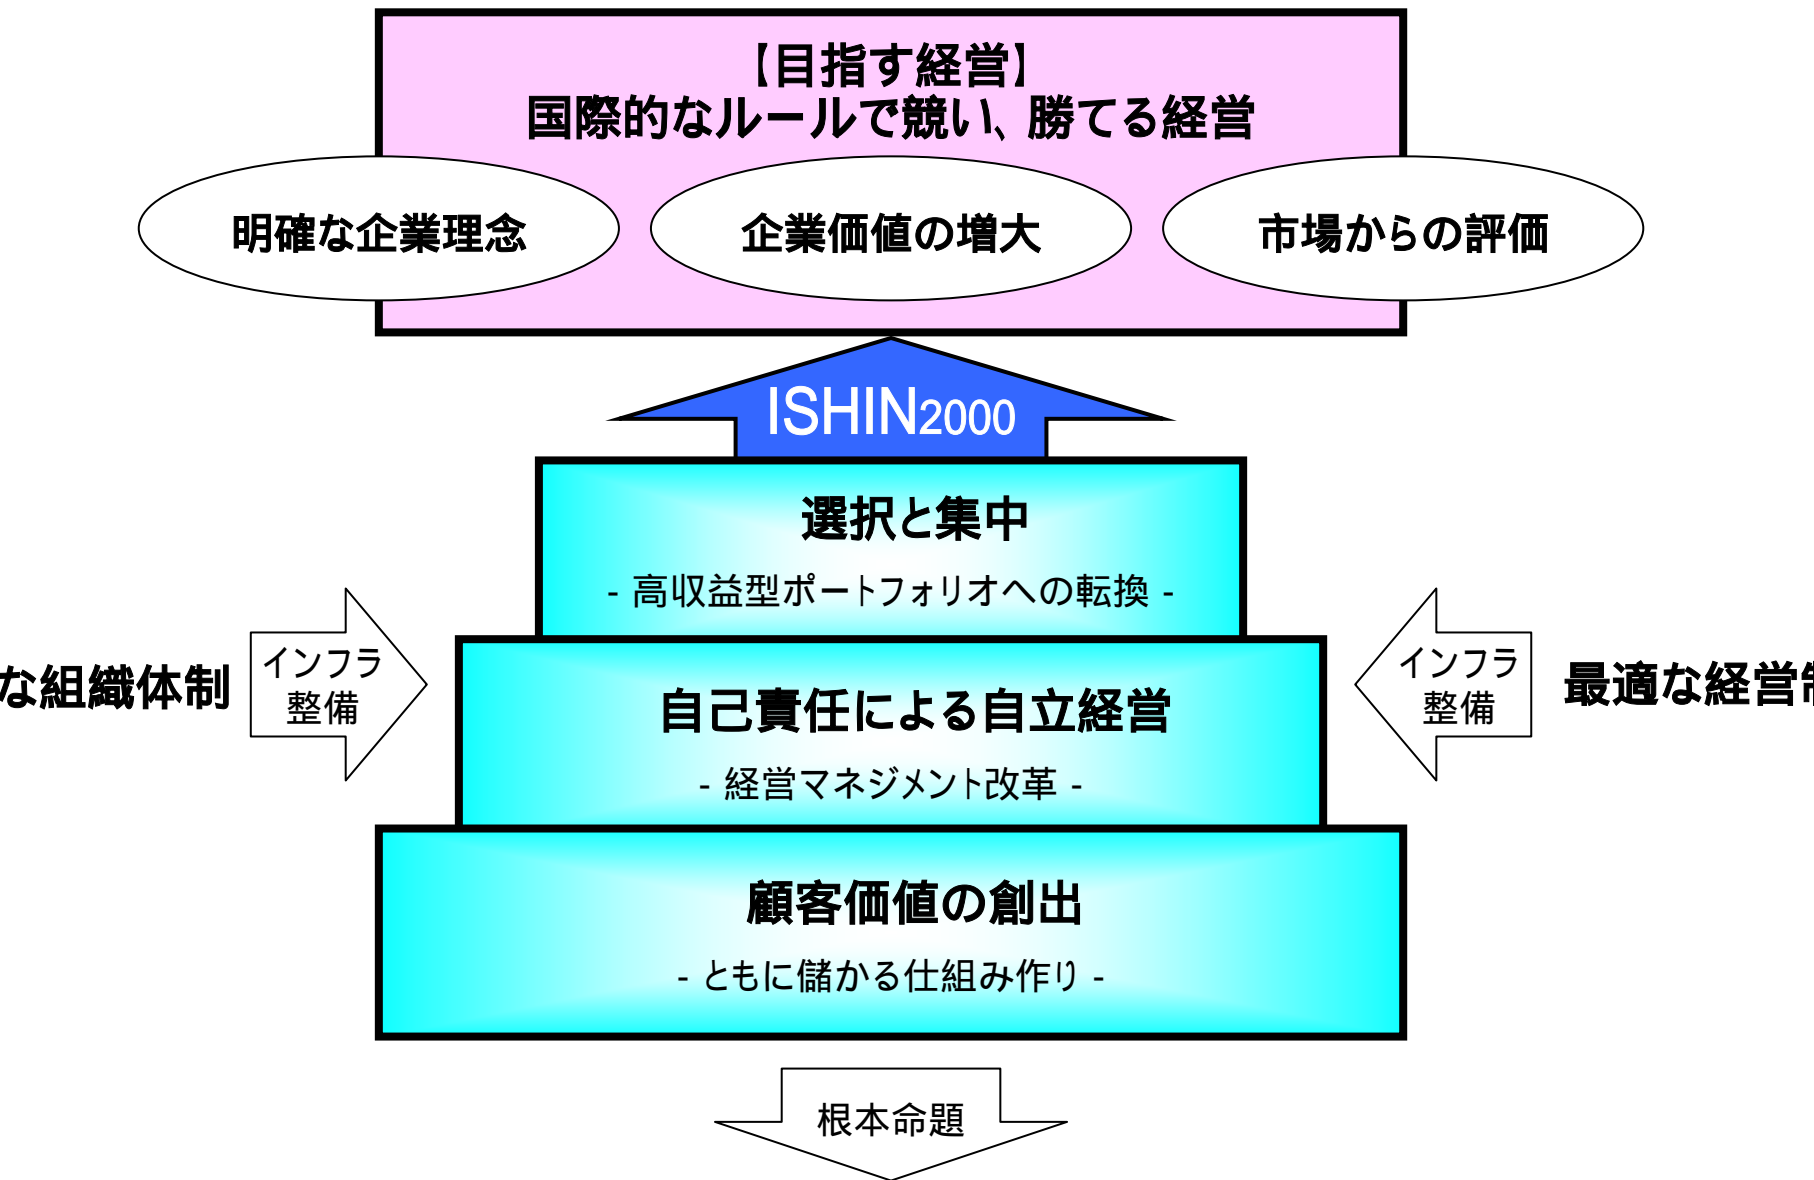 【目指す経営】
国際的なルールで競い、勝てる経営
明確な企業理念
企業価値の増大
市場からの評価
ISHIN2000
選択と集中
- 高収益型ポートフォリオへの転換 -
な組織体制
インフラ
整備
自己責任による自立経営
- 経営マネジメント改革 -
インフラ
整備
最適な経営制
顧客価値の創出
- ともに儲かる仕組み作り -
根本命題